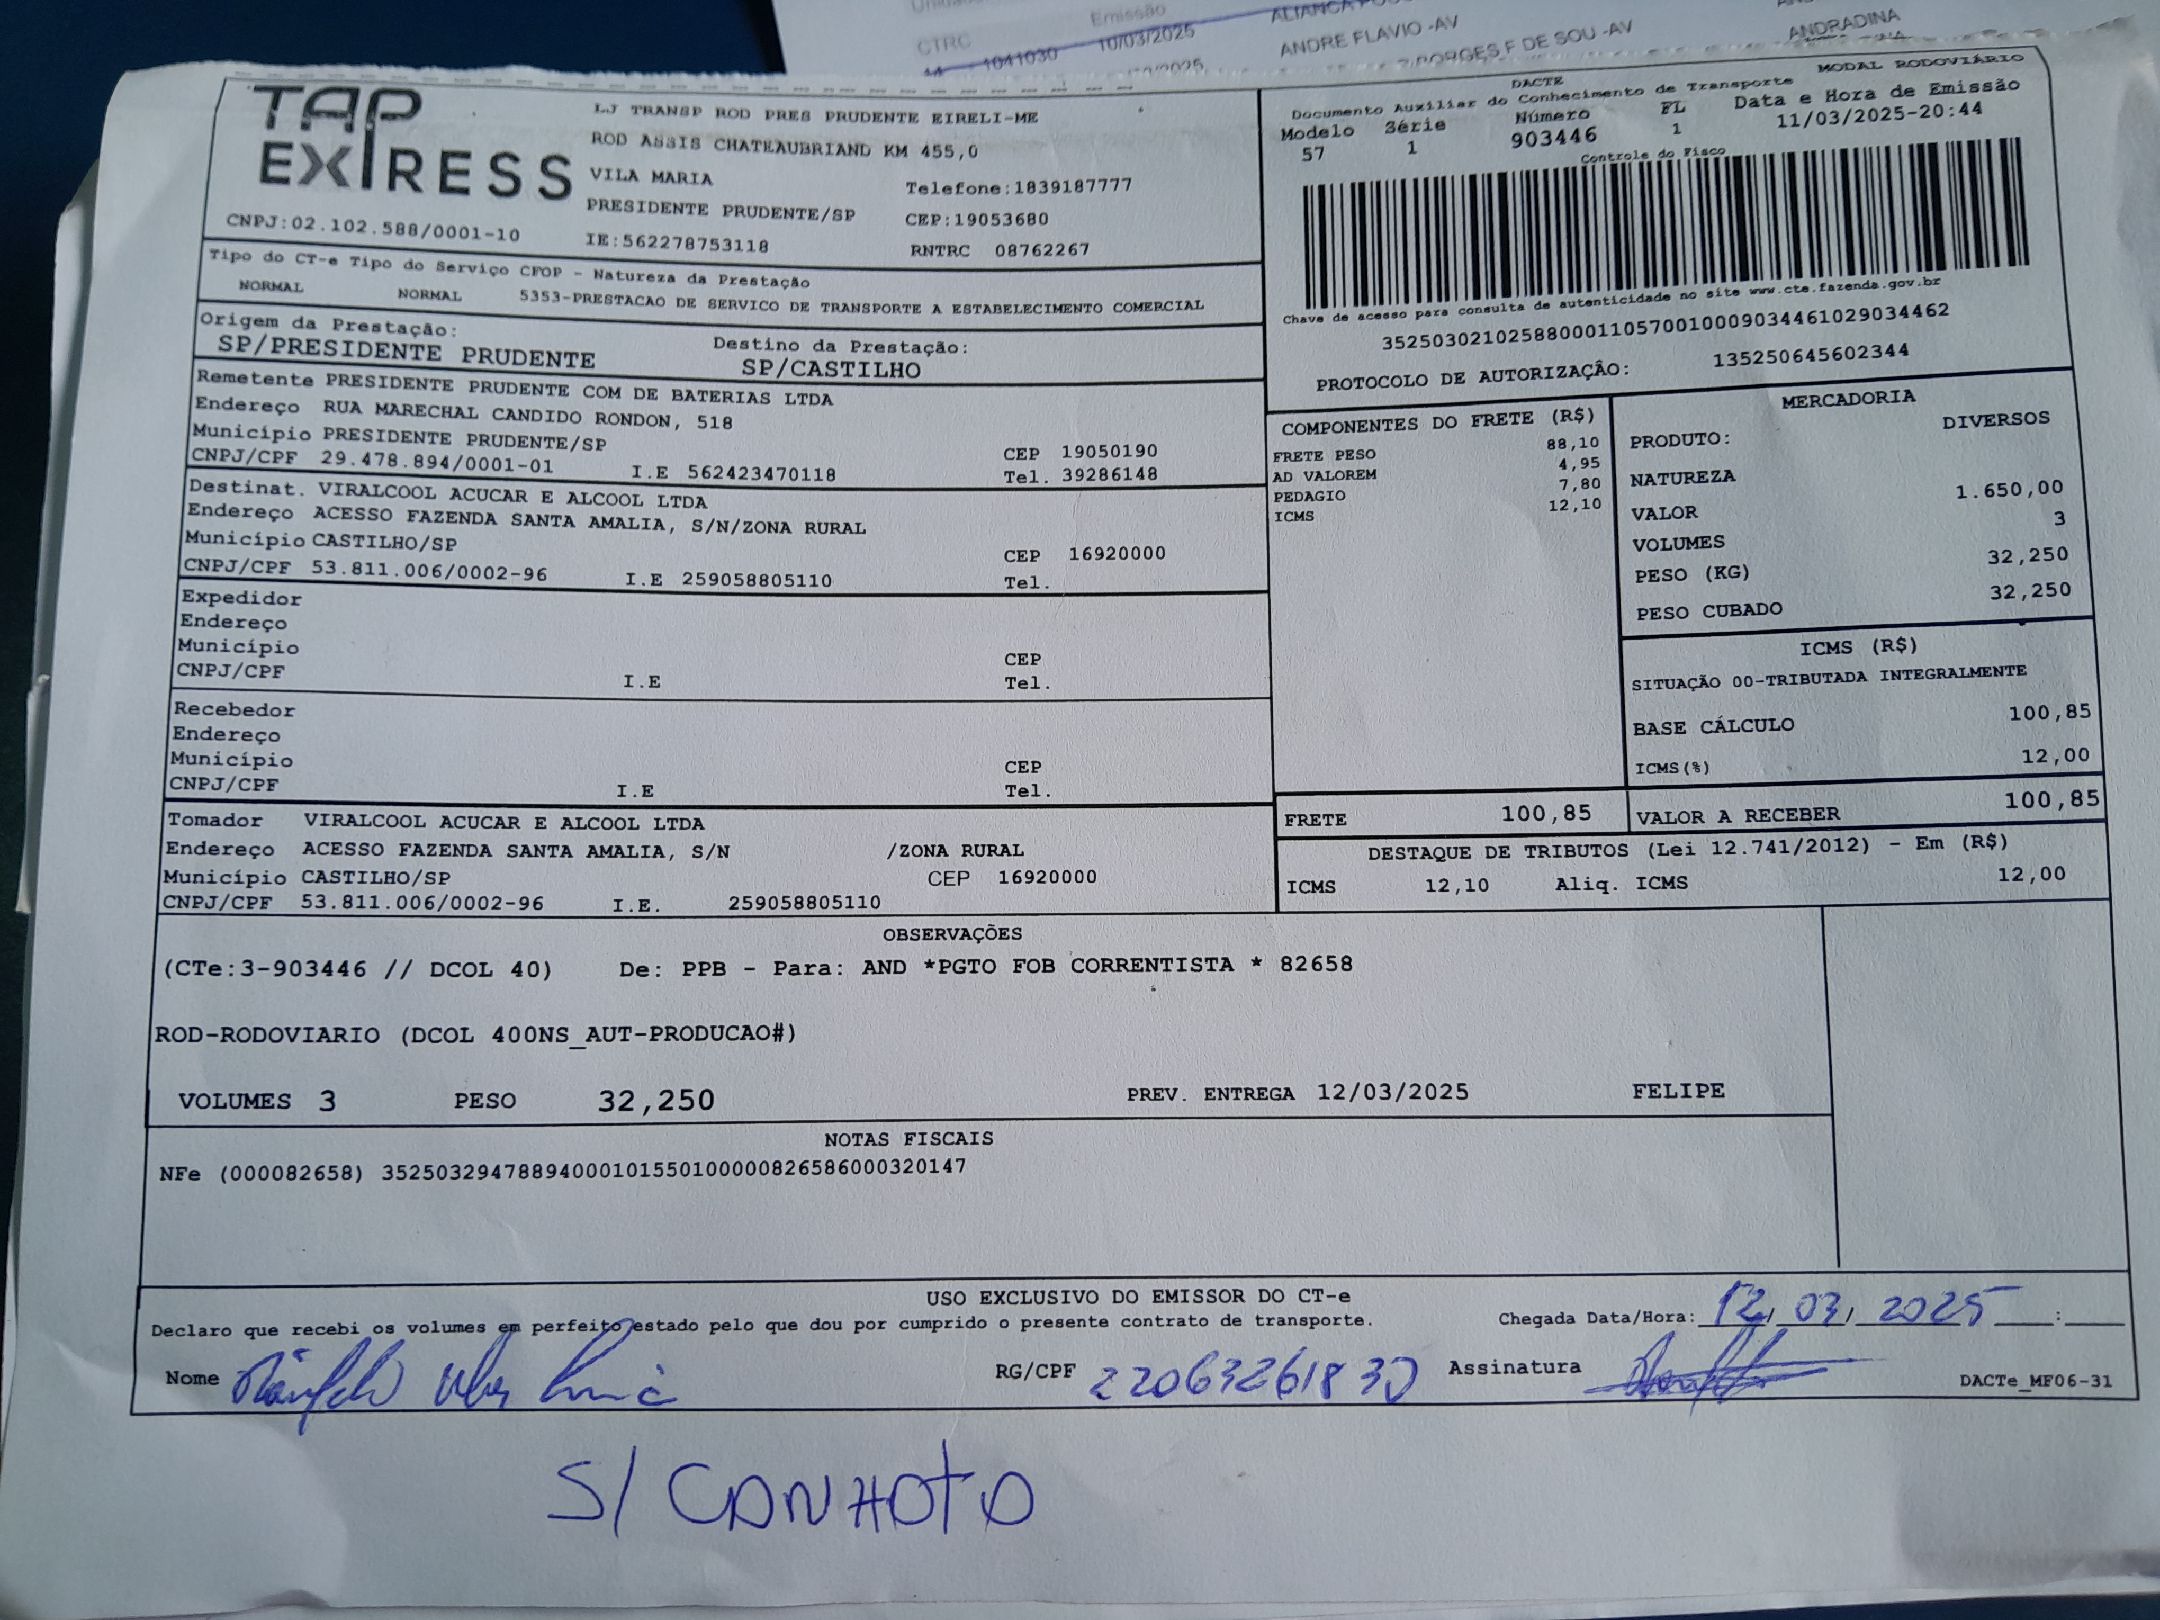 CTRC Emissão
1041030 10/03/2025 ANDRE FLAVIO -AV ANDRADINA
F DE SOU -AV
TAP
EXPRESS
CNPJ:02.102.588/0001-10
LJ TRANSP ROD PRES PRUDENTE EIRELI-ME
ROD ASSIS CHATEAUBRIAND KM 455,0
VILA MARIA Telefone:1839187777
PRESIDENTE PRUDENTE/SP CEP:19053680
IE:562278753118 RNTRC 08762267
DACTE MODAL RODOVIÁRIO
Documento Auxiliar do Conhecimento de Transporte
Modelo Série Número FL Data e Hora de Emissão
57 1 903446 1 11/03/2025-20:44
Controle do Fisco
Chave de acesso para consulta de autenticidade no site www.cte.fazenda.gov.br
35250302102588000110570010009034461029034462
PROTOCOLO DE AUTORIZAÇÂO: 135250645602344
Tipo do CT-e Tipo do Serviço CFOP - Natureza da Prestação
NORMAL NORMAL 5353-PRESTACAO DE SERVICO DE TRANSPORTE A ESTABELECIMENTO COMERCIAL
Origem da Prestação: Destino da Prestação:
SP/PRESIDENTE PRUDENTE SP/CASTILHO
Remetente PRESIDENTE PRUDENTE COM DE BATERIAS LTDA
Endereço RUA MARECHAL CANDIDO RONDON, 518
Município PRESIDENTE PRUDENTE/SP CEP 19050190
CNPJ/CPF 29.478.894/0001-01 I.E 562423470118 Tel. 39286148
Destinat. VIRALCOOL ACUCAR E ALCOOL LTDA
Endereço ACESSO FAZENDA SANTA AMALIA, S/N/ZONA RURAL
Município CASTILHO/SP CEP 16920000
CNPJ/CPF 53.811.006/0002-96 I.E 259058805110 Tel.
Expedidor
Endereço
Município CEP
CNPJ/CPF I.E Tel.
Recebedor
Endereço
Município CEP
CNPJ/CPF I.E Tel.
Tomador VIRALCOOL ACUCAR E ALCOOL LTDA
Endereço ACESSO FAZENDA SANTA AMALIA, S/N /ZONA RURAL
Município CASTILHO/SP CEP 16920000
CNPJ/CPF 53.811.006/0002-96 I.E. 259058805110
COMPONENTES DO FRETE (R$)
FRETE PESO 88,10
AD VALOREM 4,95
PEDAGIO 7,80
ICMS 12,10
MERCADORIA
PRODUTO: DIVERSOS
NATUREZA
VALOR 1.650,00
VOLUMES 3
PESO (KG) 32,250
PESO CUBADO 32,250
ICMS (R$)
SITUAÇÃO 00-TRIBUTADA INTEGRALMENTE
BASE CÁLCULO 100,85
ICMS(%) 12,00
FRETE 100,85 VALOR A RECEBER 100,85
DESTAQUE DE TRIBUTOS (Lei 12.741/2012) - Em (R$)
ICMS 12,10 Aliq. ICMS 12,00
OBSERVAÇÕES
(CTe:3-903446 // DCOL 40) De: PPB - Para: AND *PGTO FOB CORRENTISTA * 82658
ROD-RODOVIARIO (DCOL 400NS_AUT-PRODUCAO#)
VOLUMES 3 PESO 32,250 PREV. ENTREGA 12/03/2025 FELIPE
NOTAS FISCAIS
NFe (000082658) 35250329478894000101550100000826586000320147
USO EXCLUSIVO DO EMISSOR DO CT-e
Declaro que recebi os volumes em perfeito estado pelo que dou por cumprido o presente contrato de transporte. Chegada Data/Hora: 12/03/2025 :
Nome RG/CPF 22063261830 Assinatura DACTe_MF06-31
S/ CANHOTO